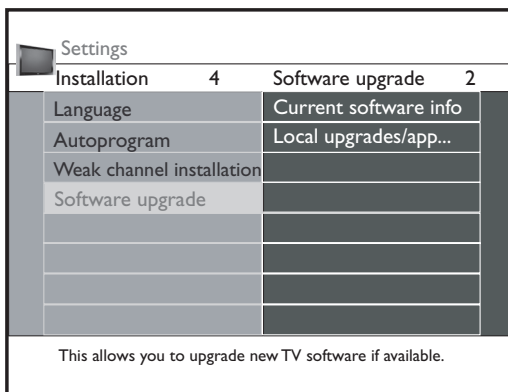 Settings
Installation 4 Software upgrade 2
Language Current software info
Autoprogram Local upgrades/app...
Weak channel installation
Software upgrade
This allows you to upgrade new TV software if available.